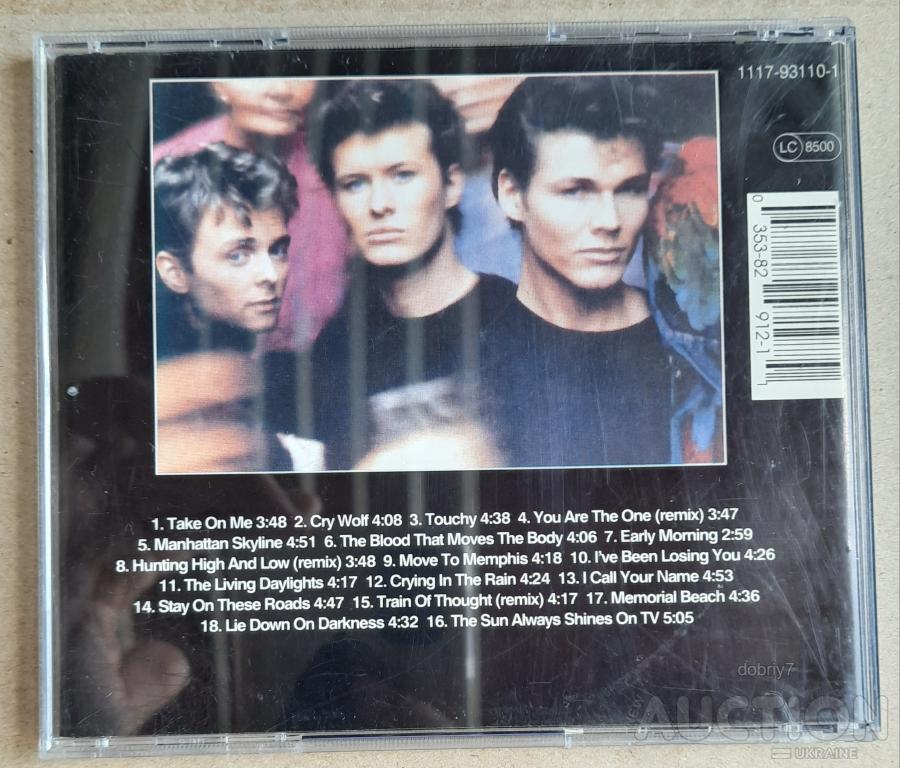 1117-93110-1
LC 8500
0 353-82 912-1 1
1. Take On Me 3:48 2. Cry Wolf 4:08 3. Touchy 4:38 4. You Are The One (remix) 3:47
5. Manhattan Skyline 4:51 6. The Blood That Moves The Body 4:06 7. Early Morning 2:59
8. Hunting High And Low (remix) 3:48 9. Move To Memphis 4:18 10. I've Been Losing You 4:26
11. The Living Daylights 4:17 12. Crying In The Rain 4:24 13. I Call Your Name 4:53
14. Stay On These Roads 4:47 15. Train Of Thought (remix) 4:17 17. Memorial Beach 4:36
18. Lie Down On Darkness 4:32 16. The Sun Always Shines On TV 5:05
dobriy7
AUCTION
UKRAINE